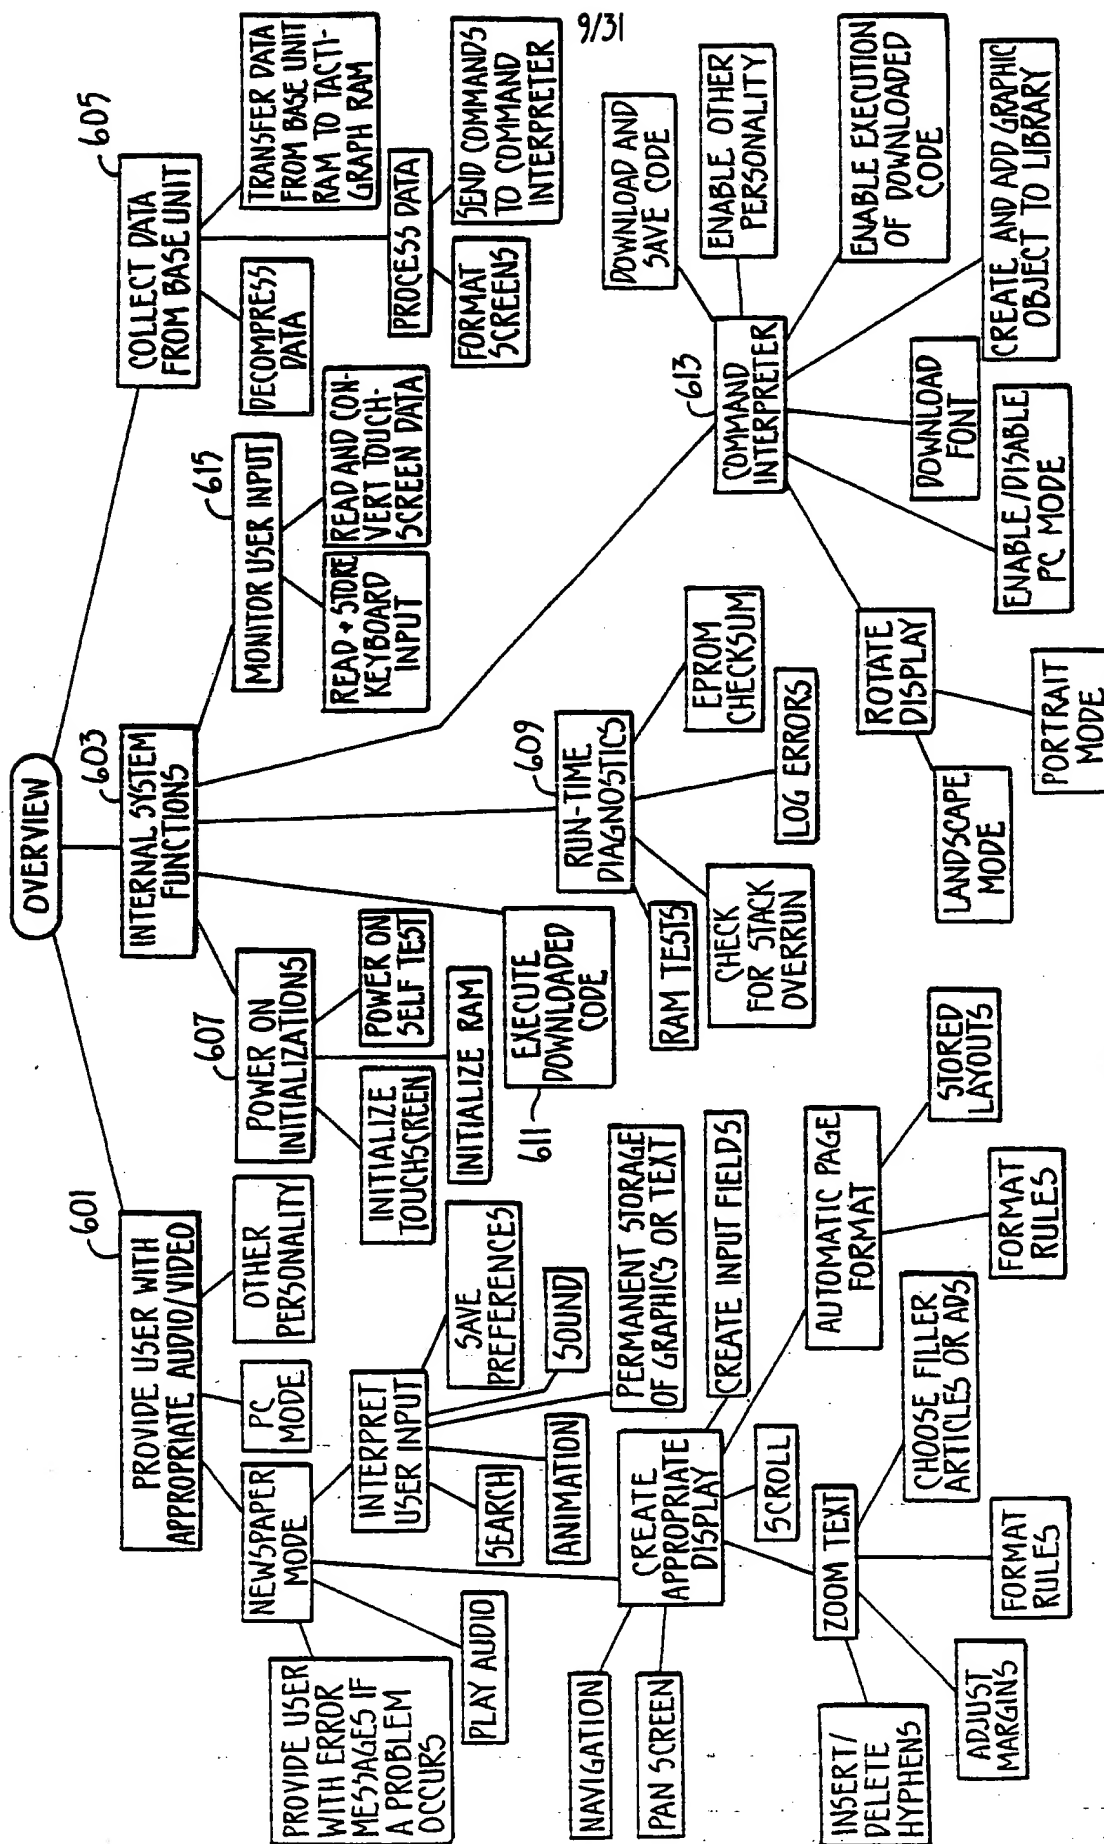 9/31
OVERVIEW
601
PROVIDE USER WITH
APPROPRIATE AUDIO/VIDEO
603
INTERNAL SYSTEM
FUNCTIONS
605
COLLECT DATA
FROM BASE UNIT
NEWSPAPER
MODE
PC
MODE
OTHER
PERSONALITY
607
POWER ON
INITIALIZATIONS
615
MONITOR USER INPUT
DECOMPRESS
DATA
TRANSFER DATA
FROM BASE UNIT
RAM TO TACTI-
GRAPH RAM
PROVIDE USER
WITH ERROR
MESSAGES IF
A PROBLEM
OCCURS
PLAY AUDIO
INTERPRET
USER INPUT
INITIALIZE
TOUCHSCREEN
POWER ON
SELF TEST
INITIALIZE RAM
READ + STORE
KEYBOARD
INPUT
READ AND CON-
VERT TOUCH-
SCREEN DATA
PROCESS DATA
FORMAT
SCREENS
SEND COMMANDS
TO COMMAND
INTERPRETER
SEARCH
ANIMATION
SAVE
PREFERENCES
SOUND
PERMANENT STORAGE
OF GRAPHICS OR TEXT
611
EXECUTE
DOWNLOADED
CODE
609
RUN-TIME
DIAGNOSTICS
RAM TESTS
CHECK
FOR STACK
OVERRUN
LOG ERRORS
EPROM
CHECKSUM
613
COMMAND
INTERPRETER
DOWNLOAD AND
SAVE CODE
ENABLE OTHER
PERSONALITY
ENABLE EXECUTION
OF DOWNLOADED
CODE
CREATE AND ADD GRAPHIC
OBJECT TO LIBRARY
DOWNLOAD
FONT
ENABLE/DISABLE
PC MODE
ROTATE
DISPLAY
LANDSCAPE
MODE
PORTRAIT
MODE
NAVIGATION
PAN SCREEN
CREATE
APPROPRIATE
DISPLAY
CREATE INPUT FIELDS
SCROLL
ZOOM TEXT
AUTOMATIC PAGE
FORMAT
INSERT/
DELETE
HYPHENS
ADJUST
MARGINS
FORMAT
RULES
CHOOSE FILLER
ARTICLES OR ADS
FORMAT
RULES
STORED
LAYOUTS